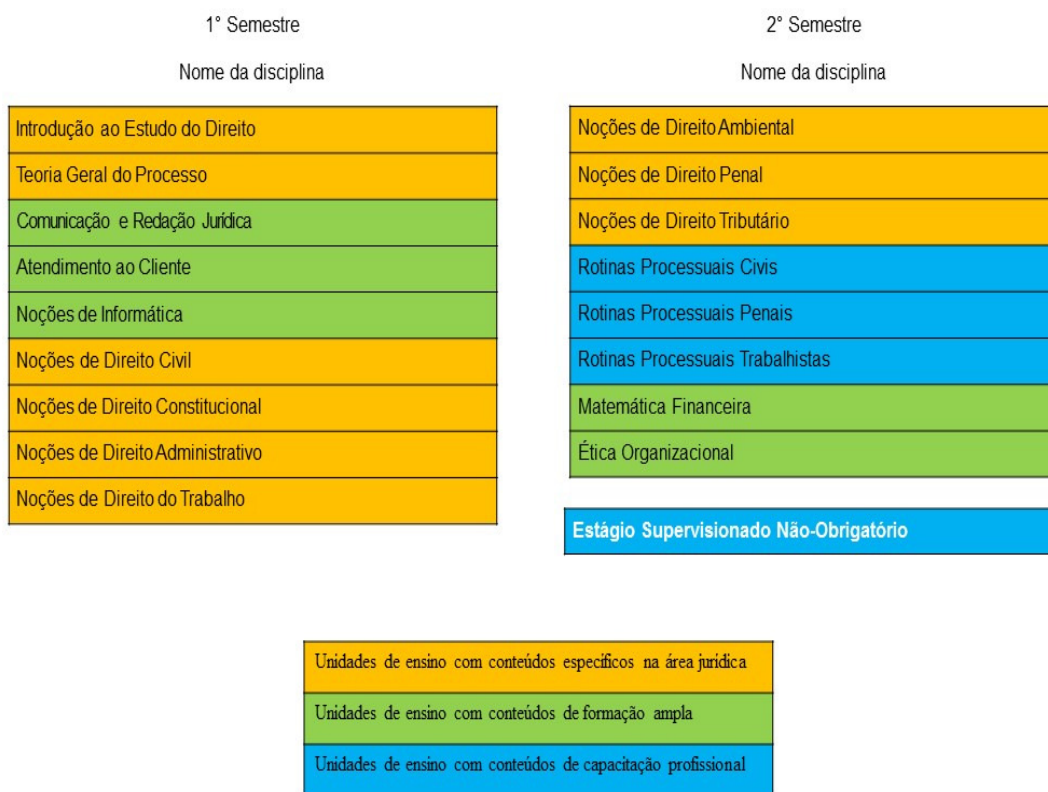 1° Semestre
Nome da disciplina
Introdução ao Estudo do Direito
Teoria Geral do Processo
Comunicação e Redação Jurídica
Atendimento ao Cliente
Noções de Informática
Noções de Direito Civil
Noções de Direito Constitucional
Noções de Direito Administrativo
Noções de Direito do Trabalho
2° Semestre
Nome da disciplina
Noções de Direito Ambiental
Noções de Direito Penal
Noções de Direito Tributário
Rotinas Processuais Civis
Rotinas Processuais Penais
Rotinas Processuais Trabalhistas
Matemática Financeira
Ética Organizacional
Estágio Supervisionado Não-Obrigatório
Unidades de ensino com conteúdos específicos na área jurídica
Unidades de ensino com conteúdos de formação ampla
Unidades de ensino com conteúdos de capacitação profissional